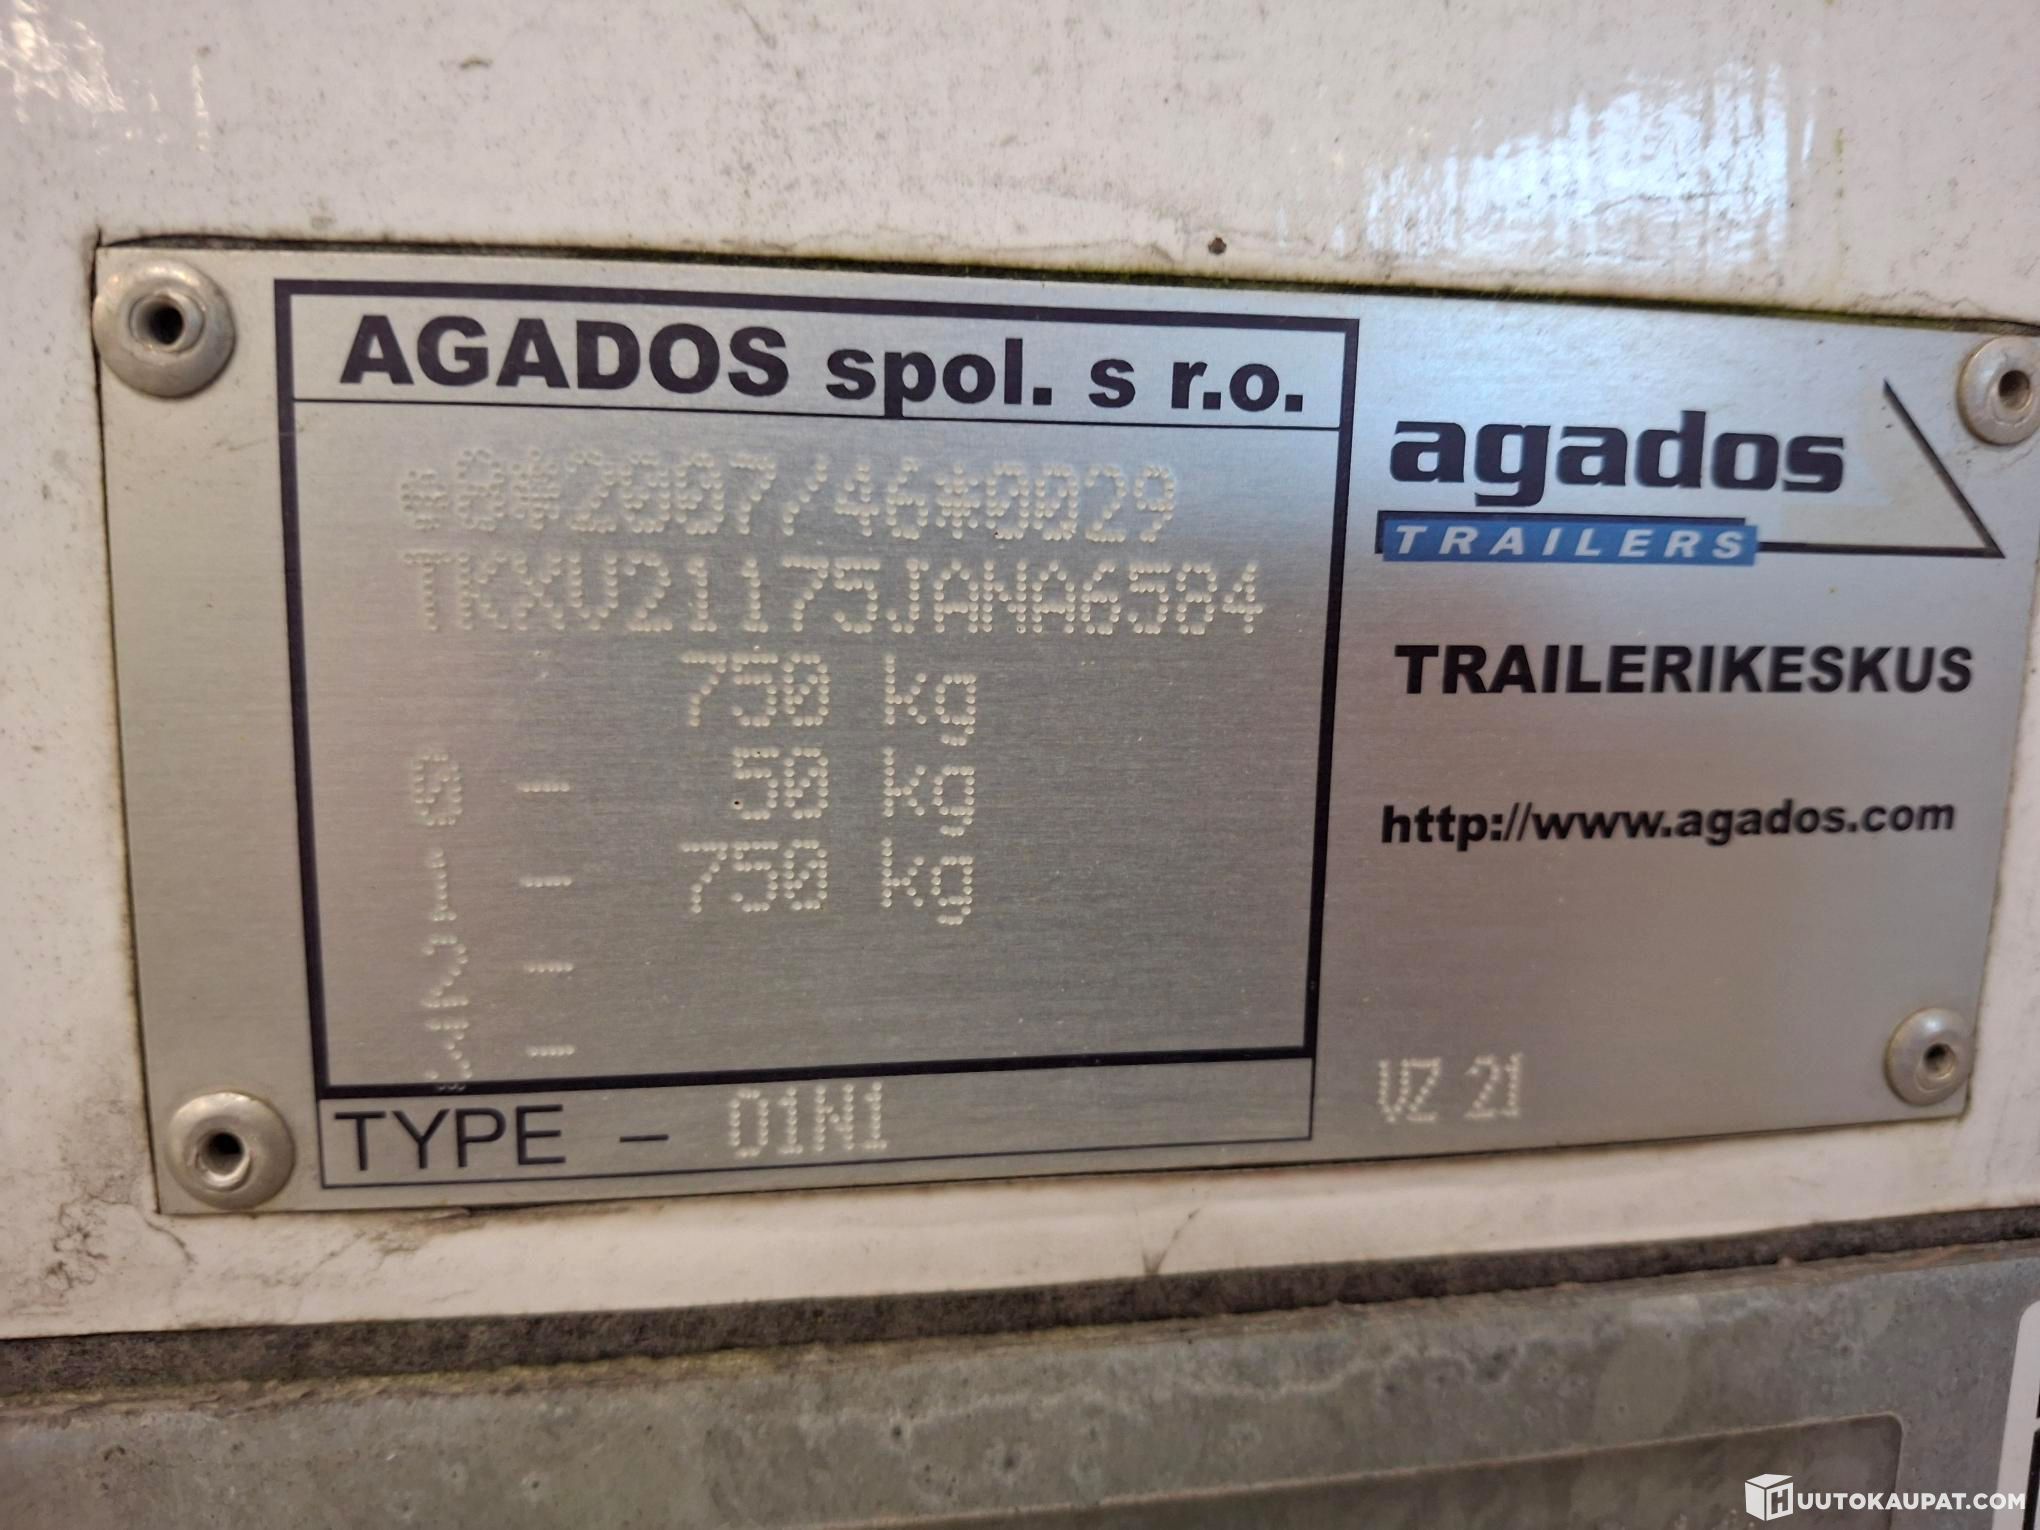 AGADOS spol. s r.o.
e8*2007/46*0029
TKXV21175JANA6584
750 kg
0 - 50 kg
1 - 750 kg
2 -
3 -
TYPE - O1N1
agados
TRAILERS
TRAILERIKESKUS
http://www.agados.com
VZ 21
HUUTOKAUPAT.COM